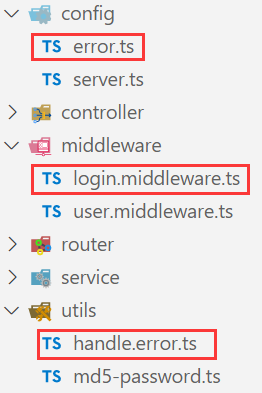 config
TS error.ts
TS server.ts
controller
middleware
TS login.middleware.ts
TS user.middleware.ts
router
service
utils
TS handle.error.ts
TS md5-password.ts